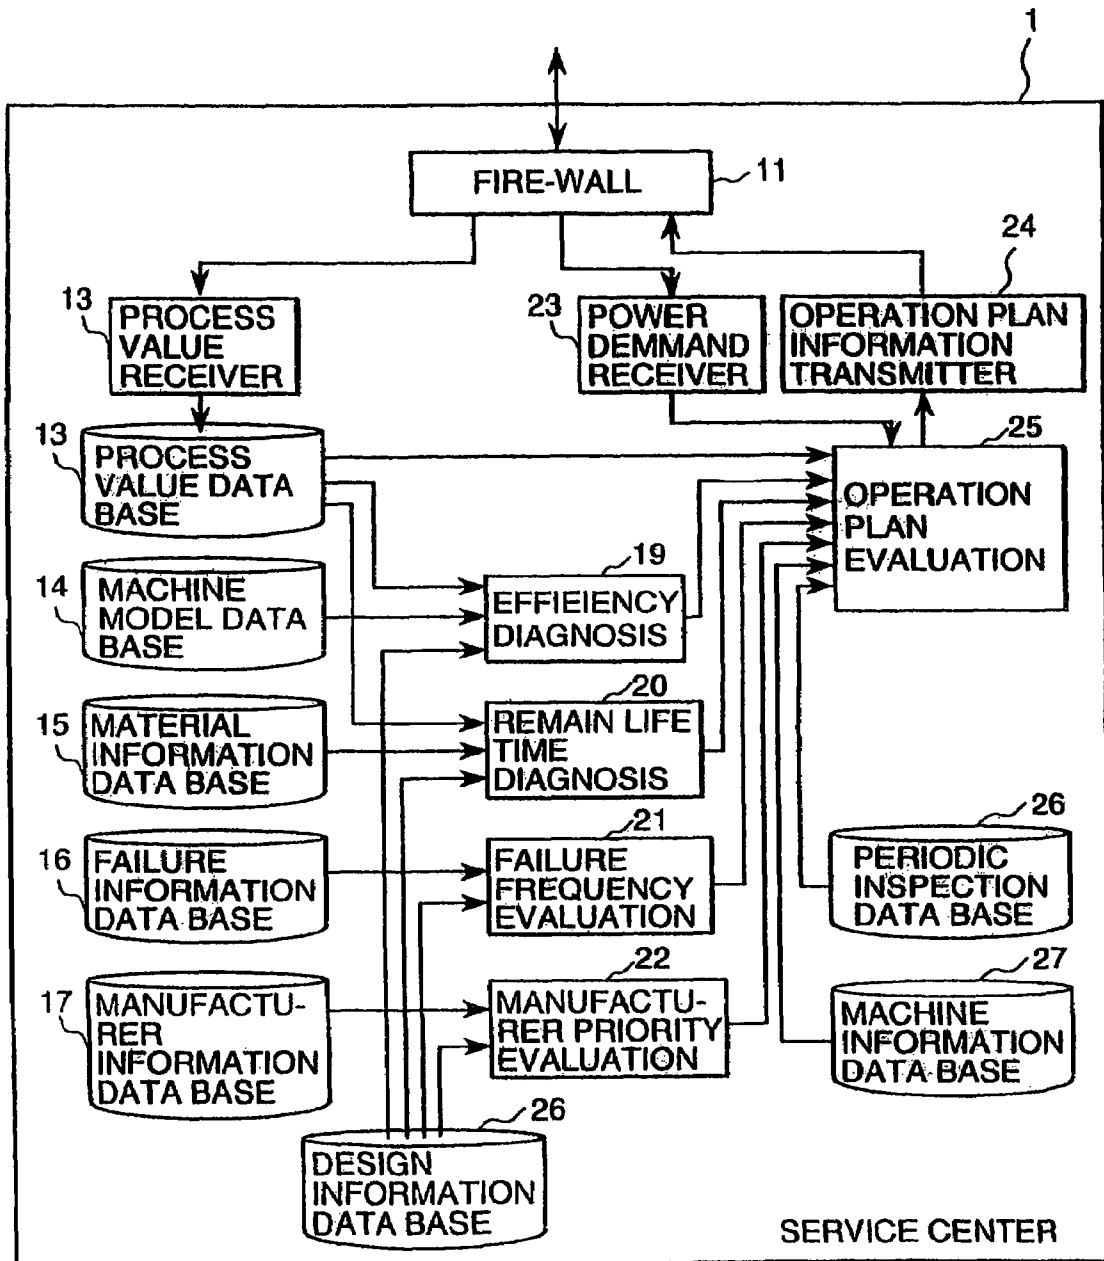 1
FIRE-WALL
11
24
13
PROCESS
VALUE
RECEIVER
23
POWER
DEMMAND
RECEIVER
OPERATION PLAN
INFORMATION
TRANSMITTER
13
PROCESS
VALUE DATA
BASE
25
OPERATION
PLAN
EVALUATION
14
MACHINE
MODEL DATA
BASE
19
EFFIEIENCY
DIAGNOSIS
15
MATERIAL
INFORMATION
DATA BASE
20
REMAIN LIFE
TIME
DIAGNOSIS
16
FAILURE
INFORMATION
DATA BASE
21
FAILURE
FREQUENCY
EVALUATION
26
PERIODIC
INSPECTION
DATA BASE
17
MANUFACTU-
RER
INFORMATION
DATA BASE
22
MANUFACTU-
RER PRIORITY
EVALUATION
27
MACHINE
INFORMATION
DATA BASE
26
DESIGN
INFORMATION
DATA BASE
SERVICE CENTER